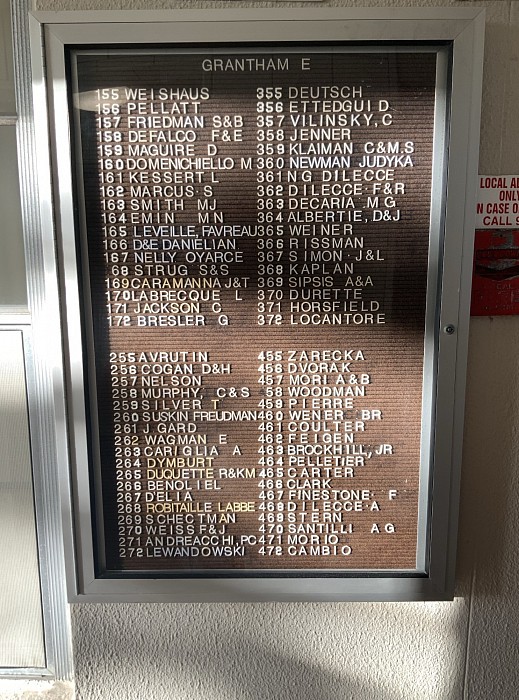 GRANTHAM E
155 WEISHAUS
156 PELLATT
157 FRIEDMAN S&B
158 DEFALCO F&E
159 MAGUIRE D
160 DOMENICHIELLO M
161 KESSERT L
162 MARCUS S
163 SMITH MJ
164 EMIN MN
165 LEVEILLE, FAVREAU
166 D&E DANIELIAN
167 NELLY OYARCE
68 STRUG S&S
169 CARAMANNA J&T
170 LABRECQUE L
171 JACKSON C
172 BRESLER G
355 DEUTSCH
356 ETTEDGUI D
357 VILINSKY, C
358 JENNER
359 KLAIMAN C&M.S
360 NEWMAN JUDYKA
361 NG DILECCE
362 DILECCE F&R
363 DECARIA MG
364 ALBERTIE, D&J
365 WEINER
366 RISSMAN
367 SIMON J&L
368 KAPLAN
369 SIPSIS A&A
370 DURETTE
371 HORSFIELD
372 LOCANTORE
255 AVRUTIN
256 COGAN D&H
257 NELSON
258 MURPHY, C&S
259 SILVER T
260 SUSKIN FREUDMAN
261 J GARD
262 WAGMAN E
263 CARIGLIA A
264 DYMBURT
265 DUQUETTE R&KM
266 BENOLIEL
267 D'ELIA
268 ROBITAILLE LABBE
269 SCHECTMAN
270 WEISS F&J
271 ANDREACCHI, PC
272 LEWANDOWSKI
455 ZARECKA
456 DVORAK
457 MORI A&B
458 WOODMAN
459 PIERRE
460 WENER BR
461 COULTER
462 FEIGEN
463 BROCKHILL, JR
464 PELLETIER
465 CARTER
466 CLARK
467 FINESTONE F
468 DILECCE A
469 STERN
470 SANTILLI AG
471 MORIO
472 CAMBIO
LOCAL
ONLY
N CASE O
CALL